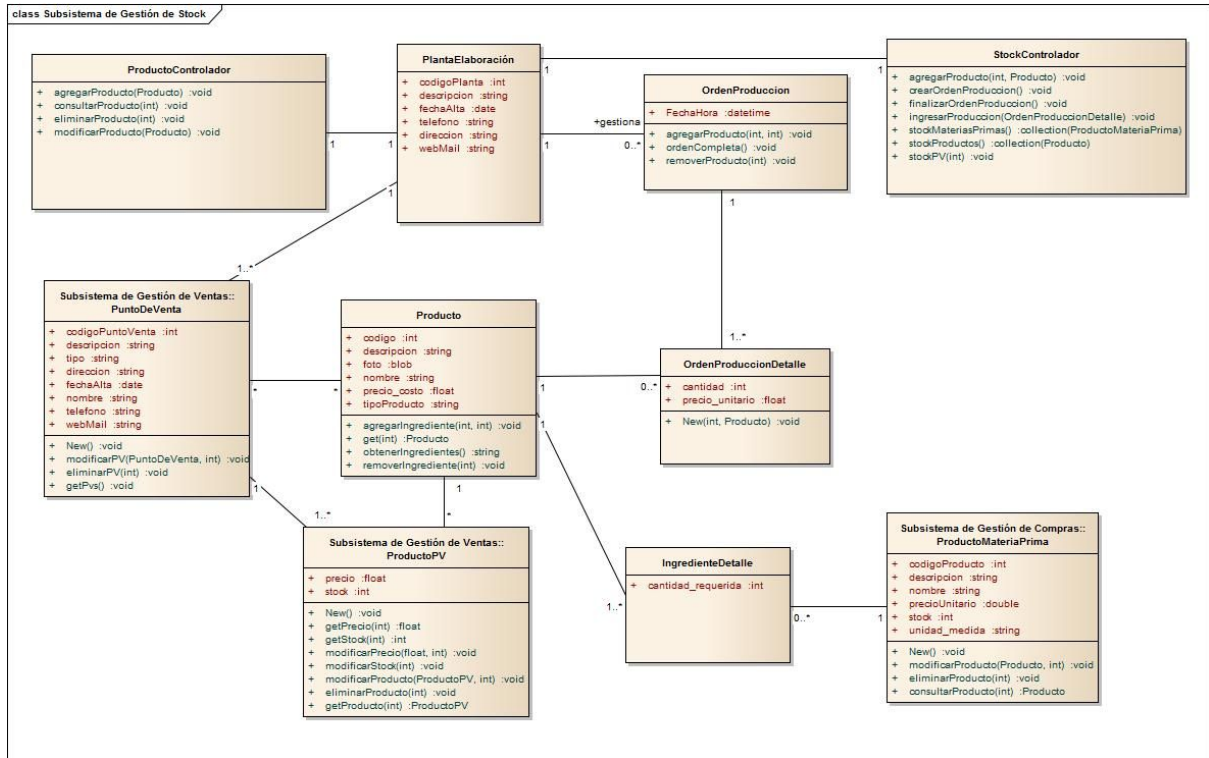 class Subsistema de Gestión de Stock
ProductoControlador
+ agregarProducto(Producto) :void
+ consultarProducto(int) :void
+ eliminarProducto(int) :void
+ modificarProducto(Producto) :void
PlantaElaboración
+ codigoPlanta :int
+ descripcion :string
+ fechaAlta :date
+ telefono :string
+ direccion :string
+ webMail :string
OrdenProduccion
+ FechaHora :datetime
+ agregarProducto(int, int) :void
+ ordenCompleta() :void
+ removerProducto(int) :void
StockControlador
+ agregarProducto(int, Producto) :void
+ crearOrdenProduccion() :void
+ finalizarOrdenProduccion() :void
+ ingresarProduccion(OrdenProduccionDetalle) :void
+ stockMateriasPrimas() :collection(ProductoMateriaPrima)
+ stockProductos() :collection(Producto)
+ stockPV(int) :void
1
1
1
1
+gestiona
1
0..*
1
1..*
1
1..*
Subsistema de Gestión de Ventas::
PuntoDeVenta
+ codigoPuntoVenta :int
+ descripcion :string
+ tipo :string
+ direccion :string
+ fechaAlta :date
+ nombre :string
+ telefono :string
+ webMail :string
+ New() :void
+ modificarPV(PuntoDeVenta, int) :void
+ eliminarPV(int) :void
+ getPvs() :void
Producto
+ codigo :int
+ descripcion :string
+ foto :blob
+ nombre :string
+ precio_costo :float
+ tipoProducto :string
+ agregarIngrediente(int, int) :void
+ get(int) :Producto
+ obtenerIngredientes() :string
+ removerIngrediente(int) :void
OrdenProduccionDetalle
+ cantidad :int
+ precio_unitario :float
+ New(int, Producto) :void
*
*
1
0..*
1
1..*
1
1..*
1
*
Subsistema de Gestión de Ventas::
ProductoPV
+ precio :float
+ stock :int
+ New() :void
+ getPrecio(int) :float
+ getStock(int) :int
+ modificarPrecio(float, int) :void
+ modificarStock(int) :void
+ modificarProducto(ProductoPV, int) :void
+ eliminarProducto(int) :void
+ getProducto(int) :ProductoPV
IngredienteDetalle
+ cantidad_requerida :int
0..*
1
Subsistema de Gestión de Compras::
ProductoMateriaPrima
+ codigoProducto :int
+ descripcion :string
+ nombre :string
+ precioUnitario :double
+ stock :int
+ unidad_medida :string
+ New() :void
+ modificarProducto(Producto, int) :void
+ eliminarProducto(int) :void
+ consultarProducto(int) :Producto